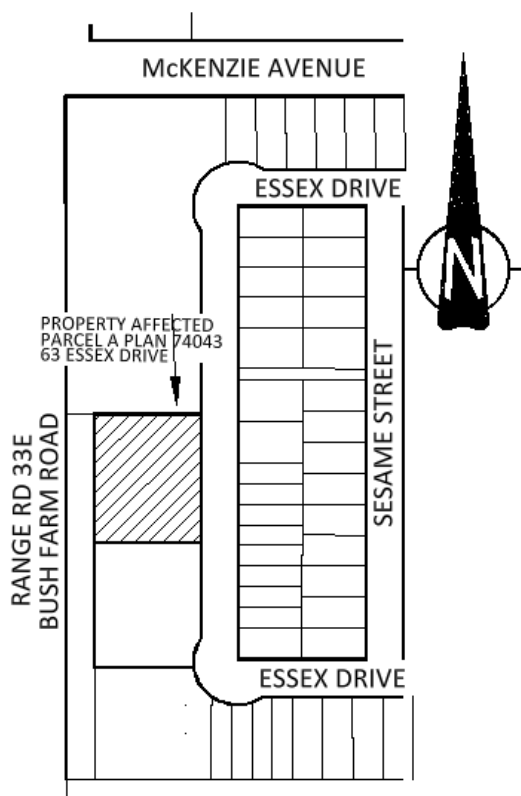 McKENZIE AVENUE
ESSEX DRIVE
N
PROPERTY AFFECTED
PARCEL A PLAN 74043
63 ESSEX DRIVE
RANGE RD 33E
BUSH FARM ROAD
SESAME STREET
ESSEX DRIVE